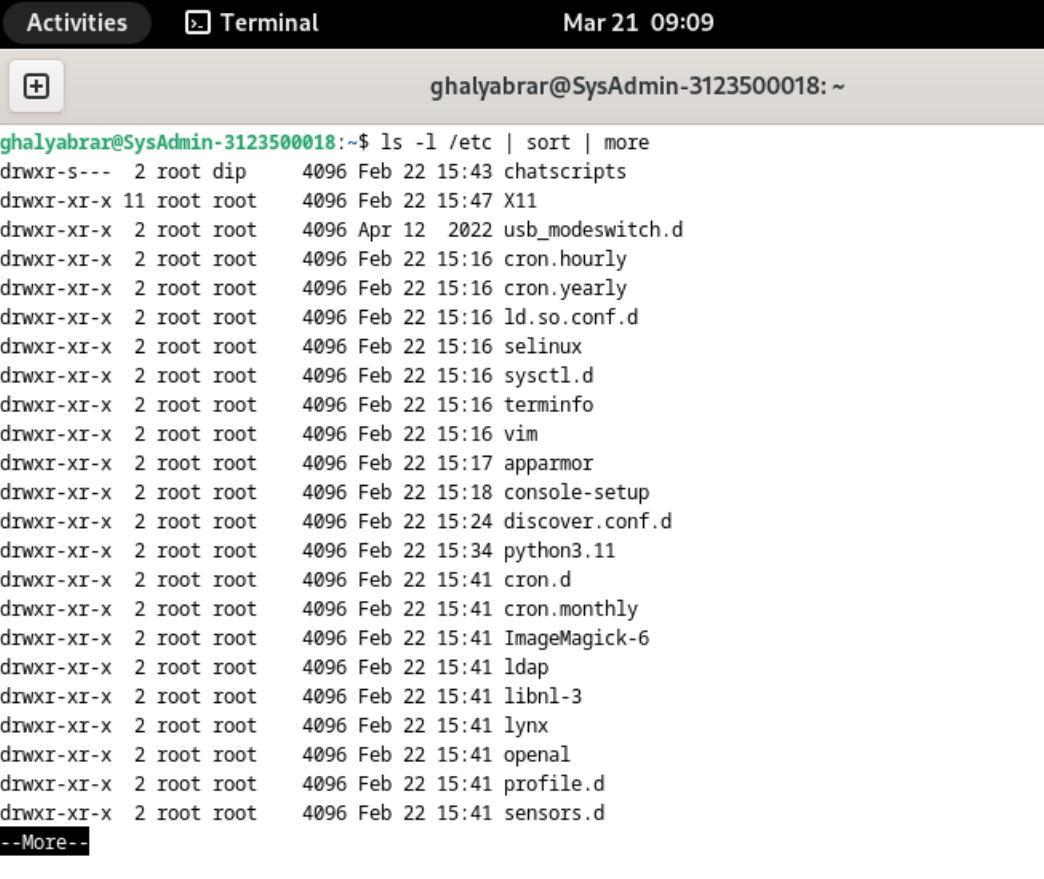 Activities Terminal Mar 21 09:09
ghalyabrar@SysAdmin-3123500018: ~
ghalyabrar@SysAdmin-3123500018:~$ ls -l /etc | sort | more
drwxr-s---  2 root dip     4096 Feb 22 15:43 chatscripts
drwxr-xr-x 11 root root    4096 Feb 22 15:47 X11
drwxr-xr-x  2 root root    4096 Apr 12  2022 usb_modeswitch.d
drwxr-xr-x  2 root root    4096 Feb 22 15:16 cron.hourly
drwxr-xr-x  2 root root    4096 Feb 22 15:16 cron.yearly
drwxr-xr-x  2 root root    4096 Feb 22 15:16 ld.so.conf.d
drwxr-xr-x  2 root root    4096 Feb 22 15:16 selinux
drwxr-xr-x  2 root root    4096 Feb 22 15:16 sysctl.d
drwxr-xr-x  2 root root    4096 Feb 22 15:16 terminfo
drwxr-xr-x  2 root root    4096 Feb 22 15:16 vim
drwxr-xr-x  2 root root    4096 Feb 22 15:17 apparmor
drwxr-xr-x  2 root root    4096 Feb 22 15:18 console-setup
drwxr-xr-x  2 root root    4096 Feb 22 15:24 discover.conf.d
drwxr-xr-x  2 root root    4096 Feb 22 15:34 python3.11
drwxr-xr-x  2 root root    4096 Feb 22 15:41 cron.d
drwxr-xr-x  2 root root    4096 Feb 22 15:41 cron.monthly
drwxr-xr-x  2 root root    4096 Feb 22 15:41 ImageMagick-6
drwxr-xr-x  2 root root    4096 Feb 22 15:41 ldap
drwxr-xr-x  2 root root    4096 Feb 22 15:41 libnl-3
drwxr-xr-x  2 root root    4096 Feb 22 15:41 lynx
drwxr-xr-x  2 root root    4096 Feb 22 15:41 openal
drwxr-xr-x  2 root root    4096 Feb 22 15:41 profile.d
drwxr-xr-x  2 root root    4096 Feb 22 15:41 sensors.d
--More--